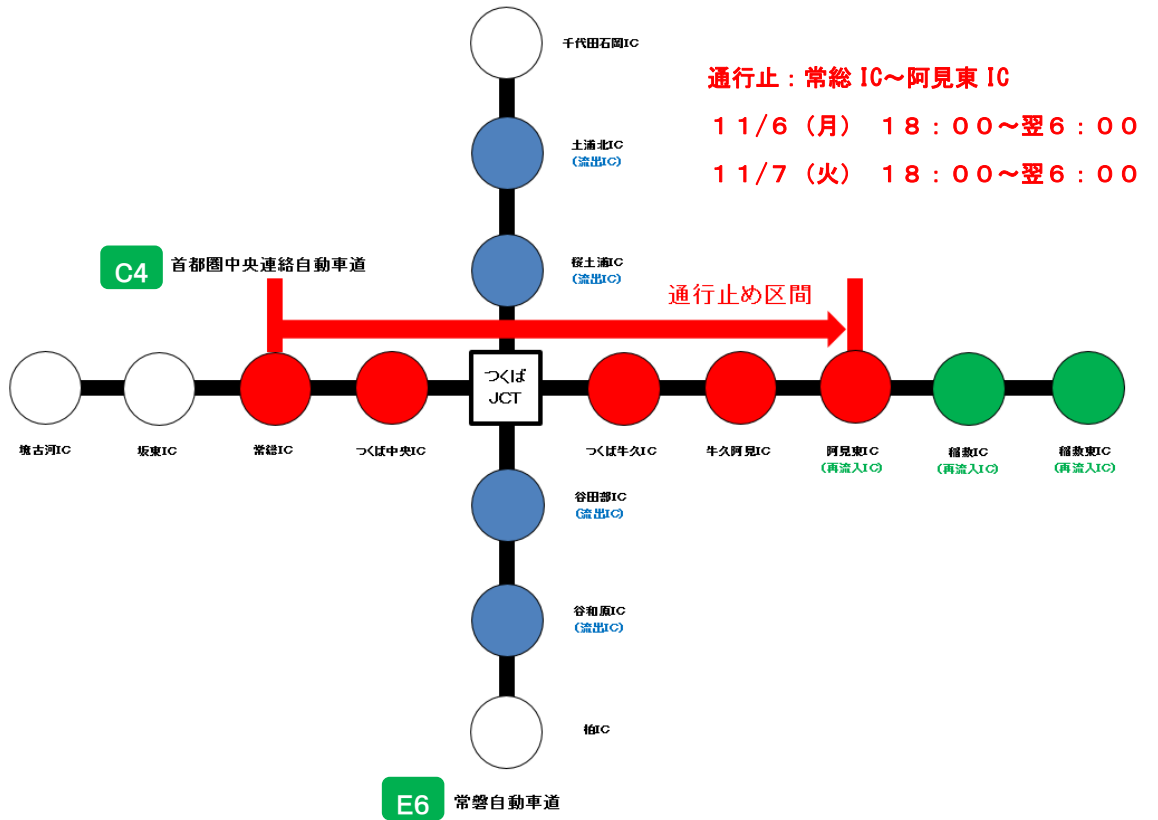 千代田石岡IC
通行止：常総 IC～阿見東 IC
１１/６（月） １８：００～翌６：００
１１/７（火） １８：００～翌６：００
土浦北IC
(流出IC)
桜土浦IC
(流出IC)
C4 首都圏中央連絡自動車道
通行止め区間
つくば
JCT
境古河IC
坂東IC
常総IC
つくば中央IC
つくば牛久IC
牛久阿見IC
阿見東IC
(再流入IC)
稲敷IC
(再流入IC)
稲敷東IC
(再流入IC)
谷田部IC
(流出IC)
谷和原IC
(流出IC)
柏IC
E6 常磐自動車道